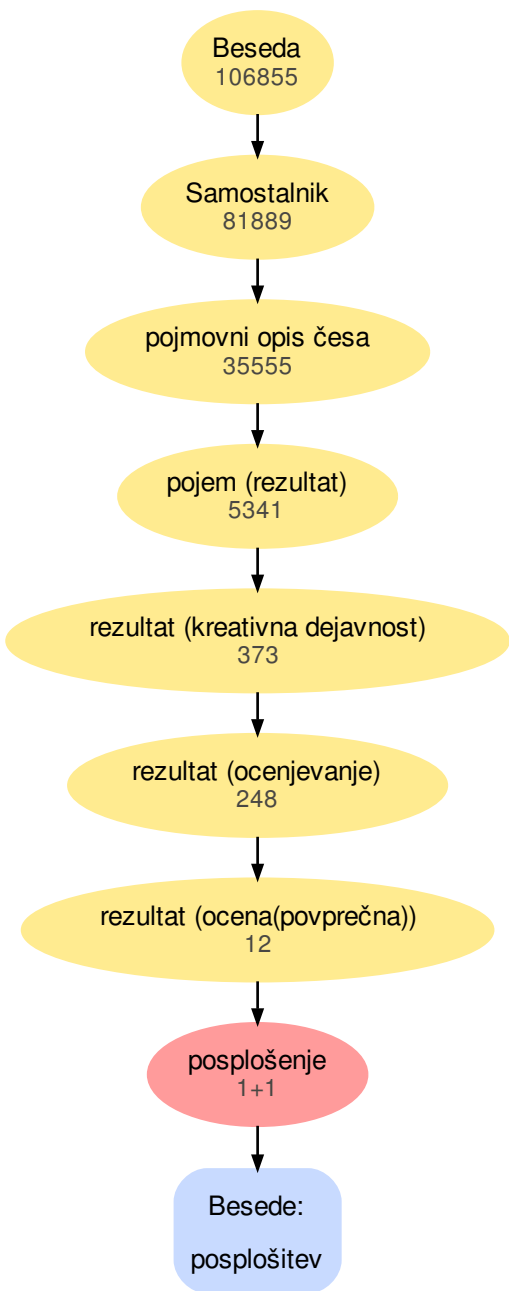 Beseda
106855
Samostalnik
81889
pojmovni opis česa
35555
pojem (rezultat)
5341
rezultat (kreativna dejavnost)
373
rezultat (ocenjevanje)
248
rezultat (ocena(povprečna))
12
posplošenje
1+1
Besede:
posplošitev